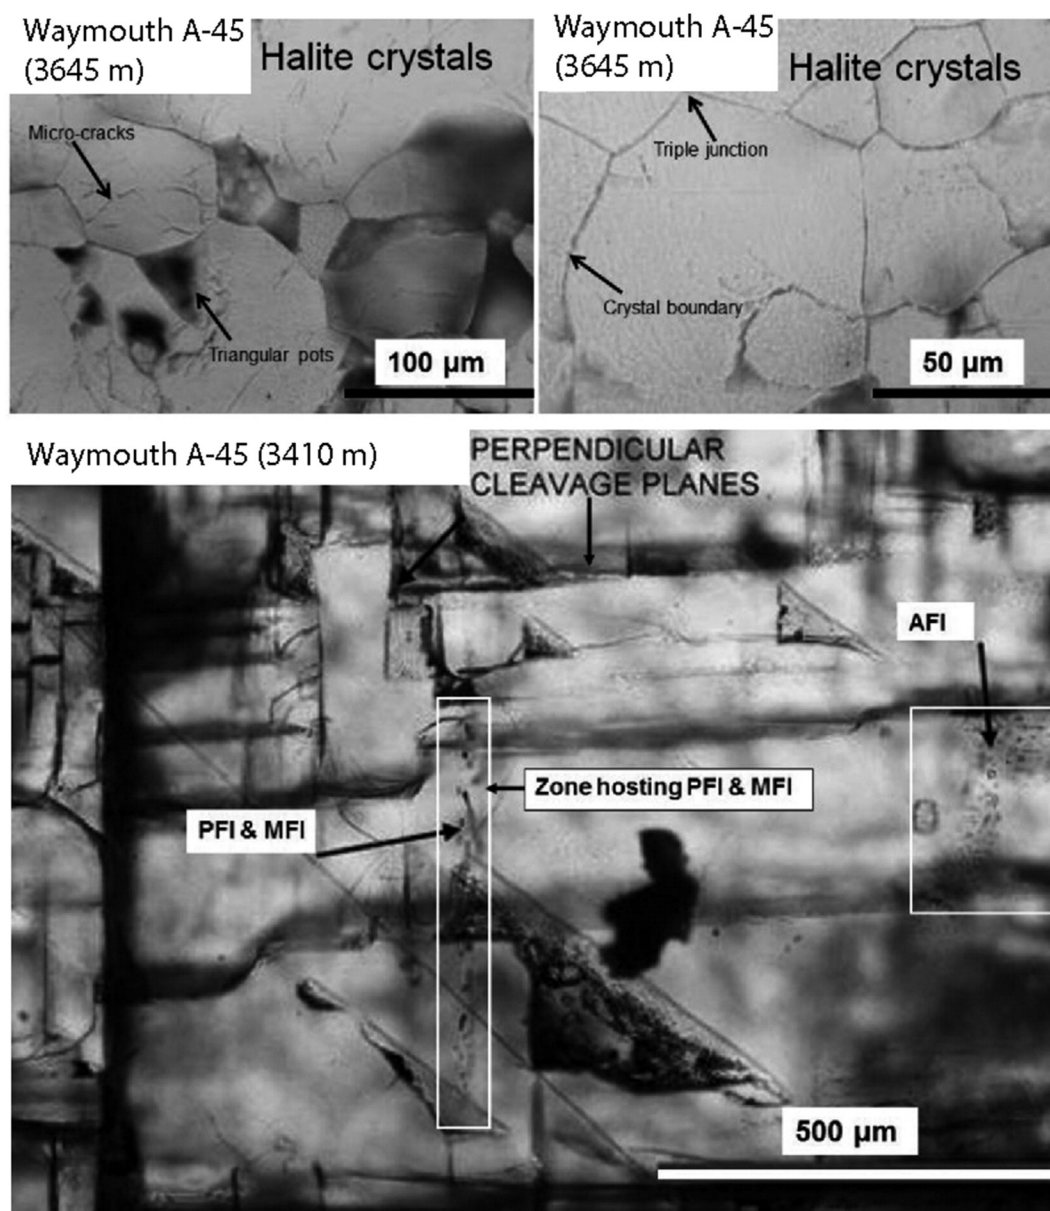 Waymouth A-45
(3645 m)
Halite crystals
Micro-cracks
Triangular pots
100 µm
Waymouth A-45
(3645 m)
Halite crystals
Triple junction
Crystal boundary
50 µm
Waymouth A-45 (3410 m)
PERPENDICULAR
CLEAVAGE PLANES
AFI
Zone hosting PFI & MFI
PFI & MFI
500 µm